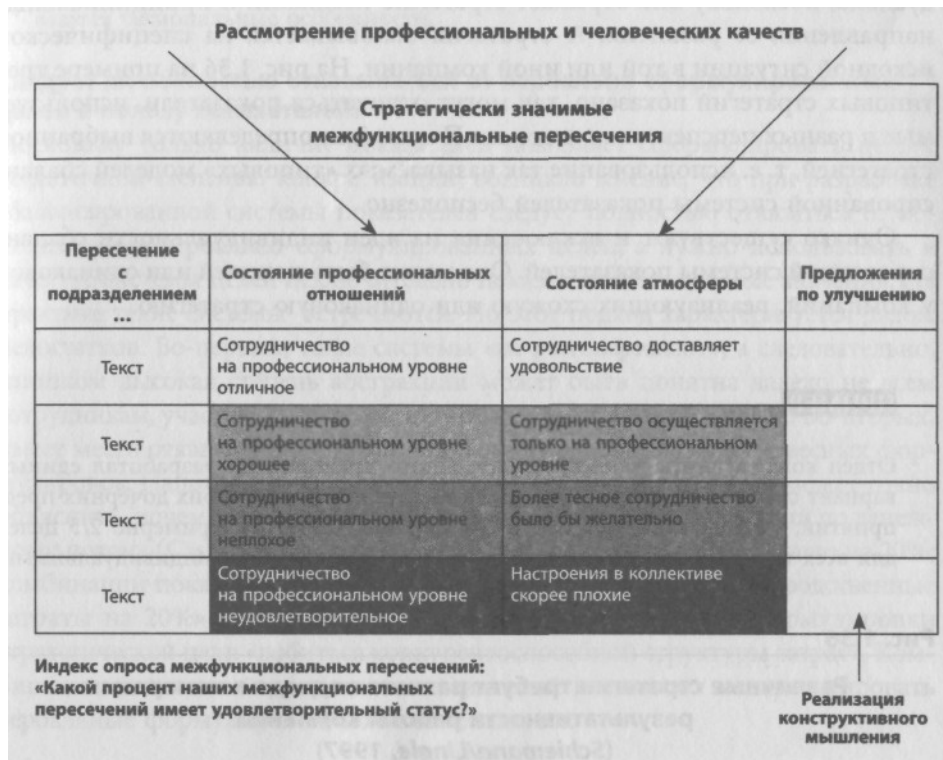 Рассмотрение профессиональных и человеческих качеств
Стратегически значимые
межфункциональные пересечения
Пересечение
с
подразделением
...
Состояние профессиональных
отношений
Состояние атмосферы
Предложения
по улучшению
Текст
Сотрудничество
на профессиональном уровне
отличное
Сотрудничество доставляет
удовольствие
Текст
Сотрудничество
на профессиональном уровне
хорошее
Сотрудничество осуществляется
только на профессиональном
уровне
Текст
Сотрудничество
на профессиональном уровне
неплохое
Более тесное сотрудничество
было бы желательно
Текст
Сотрудничество
на профессиональном уровне
неудовлетворительное
Настроения в коллективе
скорее плохие
Индекс опроса межфункциональных пересечений:
«Какой процент наших межфункциональных
пересечений имеет удовлетворительный статус?»
Реализация
конструктивного
мышления